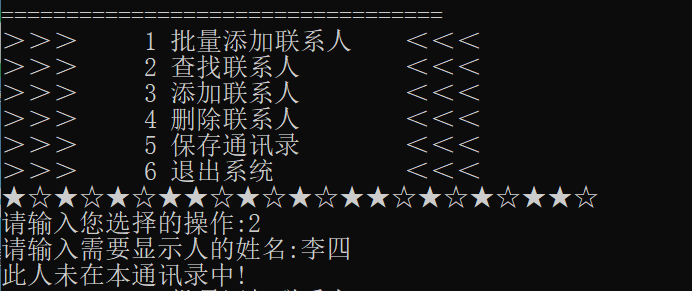 ==================================
>>> 1 批量添加联系人 <<<
>>> 2 查找联系人 <<<
>>> 3 添加联系人 <<<
>>> 4 删除联系人 <<<
>>> 5 保存通讯录 <<<
>>> 6 退出系统 <<<
★☆★☆★☆★★☆★☆★☆★★☆★☆★☆★★☆
请输入您选择的操作:2
请输入需要显示人的姓名:李四
此人未在本通讯录中!